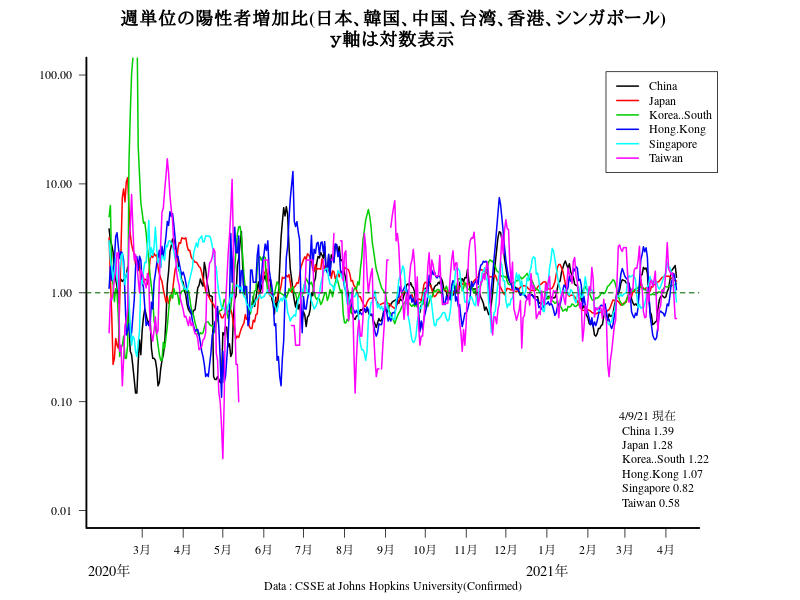 週単位の陽性者増加比(日本、韓国、中国、台湾、香港、シンガポール)
y軸は対数表示
100.00
10.00
1.00
0.10
0.01
China
Japan
Korea..South
Hong.Kong
Singapore
Taiwan
4/9/21 現在
China 1.39
Japan 1.28
Korea..South 1.22
Hong.Kong 1.07
Singapore 0.82
Taiwan 0.58
3月 4月 5月 6月 7月 8月 9月 10月 11月 12月 1月 2月 3月 4月
2020年 2021年
Data : CSSE at Johns Hopkins University(Confirmed)